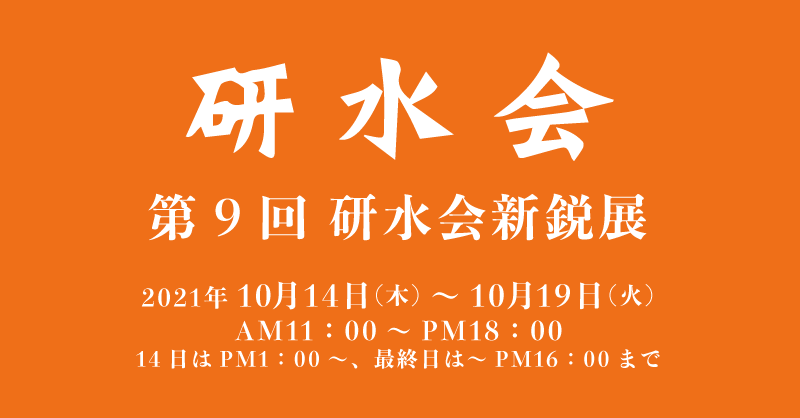 研水会
第9回 研水会新鋭展
2021年 10月14日（木）～ 10月19日（火）
AM11：00 ～ PM18：00
14日は PM1：00 ～、最終日は～ PM16：00 まで